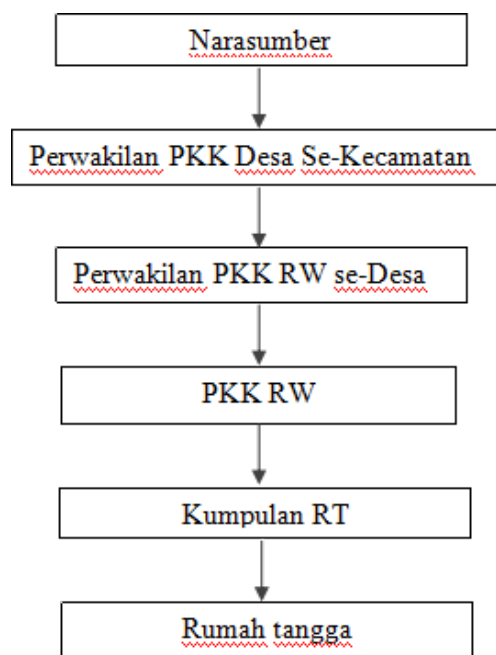 Narasumber
Perwakilan PKK Desa Se-Kecamatan
Perwakilan PKK RW se-Desa
PKK RW
Kumpulan RT
Rumah tangga